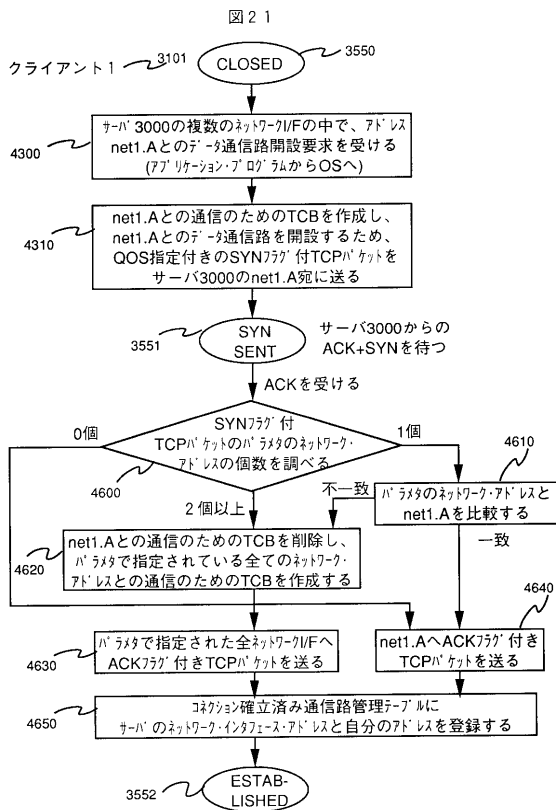 図21
クライアント1 3101
CLOSED
3550
4300
サーバ3000の複数のネットワークI/Fの中で、アドレス
net1.Aとのデータ通信路開設要求を受ける
(アプリケーション・プログラムからOSへ)
4310
net1.Aとの通信のためのTCBを作成し、
net1.Aとのデータ通信路を開設するため、
QOS指定付きのSYNフラグ付TCPパケットを
サーバ3000のnet1.A宛に送る
3551
SYN
SENT
サーバ3000からの
ACK+SYNを待つ
ACKを受ける
0個
SYNフラグ付
TCPパケットのパラメタのネットワーク・
アドレスの個数を調べる
1個
4600
2個以上
不一致
4610
パラメタのネットワーク・アドレスと
net1.Aを比較する
一致
4620
net1.Aとの通信のためのTCBを削除し、
パラメタで指定されている全てのネットワーク・
アドレスとの通信のためのTCBを作成する
4640
4630
パラメタで指定された全ネットワークI/Fへ
ACKフラグ付きTCPパケットを送る
net1.AへACKフラグ付き
TCPパケットを送る
4650
コネクション確立済み通信路管理テーブルに
サーバのネットワーク・インタフェース・アドレスと自分のアドレスを登録する
3552
ESTAB-
LISHED